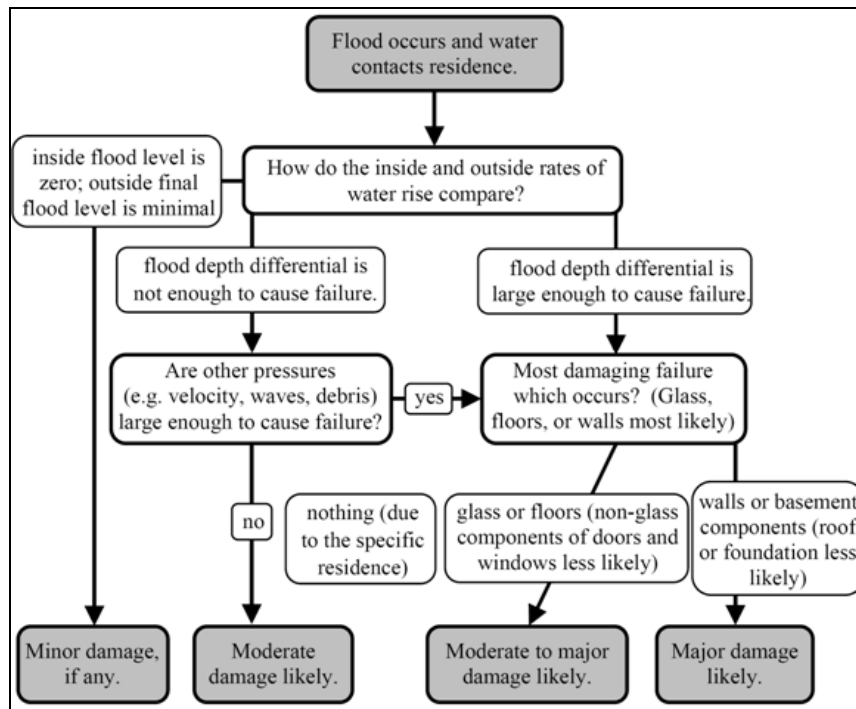 Flood occurs and water
contacts residence.
inside flood level is
zero; outside final
flood level is minimal
How do the inside and outside rates of
water rise compare?
flood depth differential is
not enough to cause failure.
flood depth differential is
large enough to cause failure.
Are other pressures
(e.g. velocity, waves, debris)
large enough to cause failure?
yes
Most damaging failure
which occurs? (Glass,
floors, or walls most likely)
no
nothing (due
to the specific
residence)
glass or floors (non-glass
components of doors and
windows less likely)
walls or basement
components (roof
or foundation less
likely)
Minor damage,
if any.
Moderate
damage likely.
Moderate to major
damage likely.
Major damage
likely.